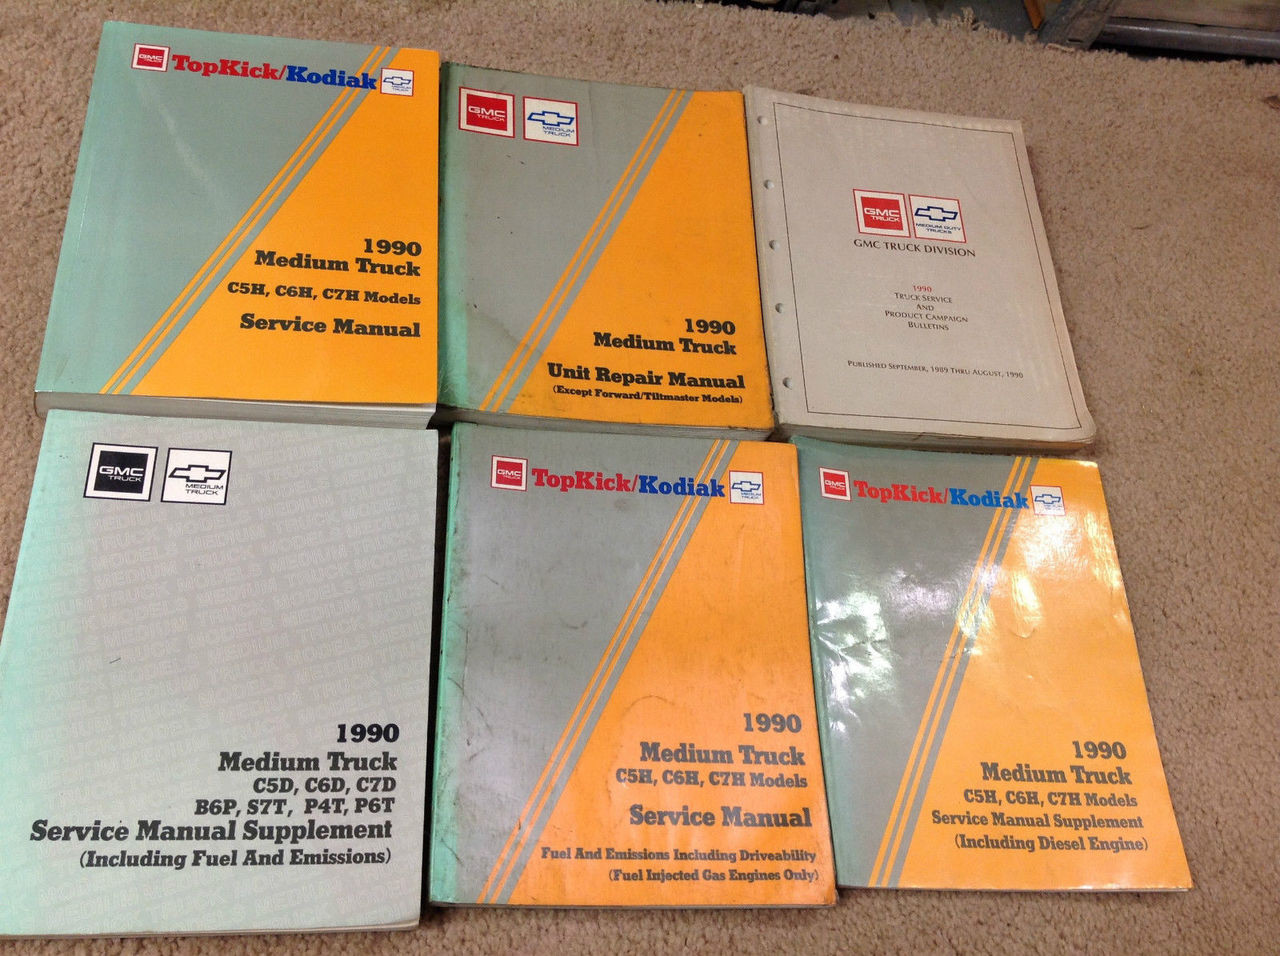 GMC
TRUCK
TopKick/Kodiak
MEDIUM
TRUCK
1990
Medium Truck
C5H, C6H, C7H Models
Service Manual
GMC
TRUCK
MEDIUM
TRUCK
1990
Medium Truck
Unit Repair Manual
(Except Forward/Tiltmaster Models)
GMC
TRUCK
MEDIUM DUTY
TRUCKS
GMC TRUCK DIVISION
1990
TRUCK SERVICE
AND
PRODUCT CAMPAIGN
BULLETINS
PUBLISHED SEPTEMBER, 1989 THRU AUGUST, 1990
GMC
TRUCK
MEDIUM
TRUCK
1990
Medium Truck
C5D, C6D, C7D
B6P, S7T, P4T, P6T
Service Manual Supplement
(Including Fuel And Emissions)
GMC
TRUCK
TopKick/Kodiak
MEDIUM
TRUCK
1990
Medium Truck
C5H, C6H, C7H Models
Service Manual
Fuel And Emissions Including Driveability
(Fuel Injected Gas Engines Only)
GMC
TRUCK
TopKick/Kodiak
1990
Medium Truck
C5H, C6H, C7H Models
Service Manual Supplement
(Including Diesel Engine)